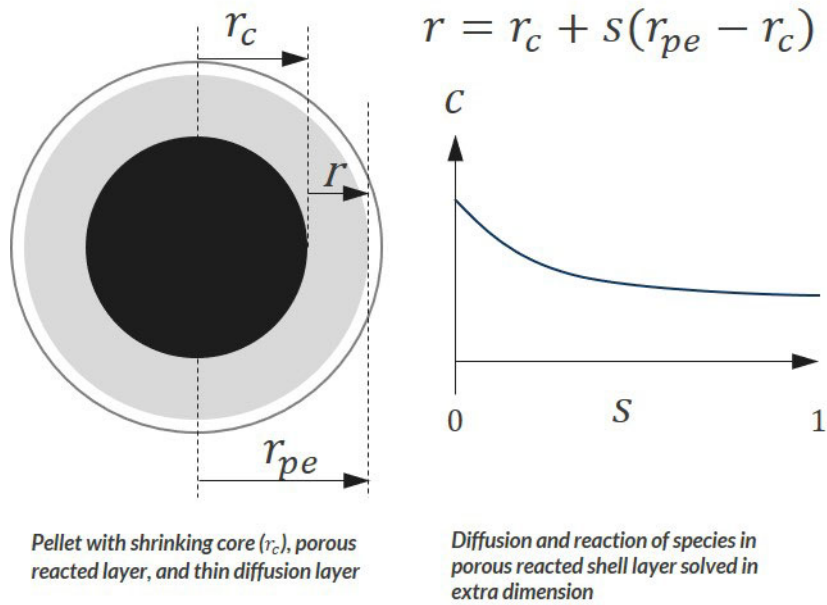 r_c
r = r_c + s(r_pe − r_c)
c
r
0
s
1
r_pe
Pellet with shrinking core (r_c), porous
reacted layer, and thin diffusion layer
Diffusion and reaction of species in
porous reacted shell layer solved in
extra dimension